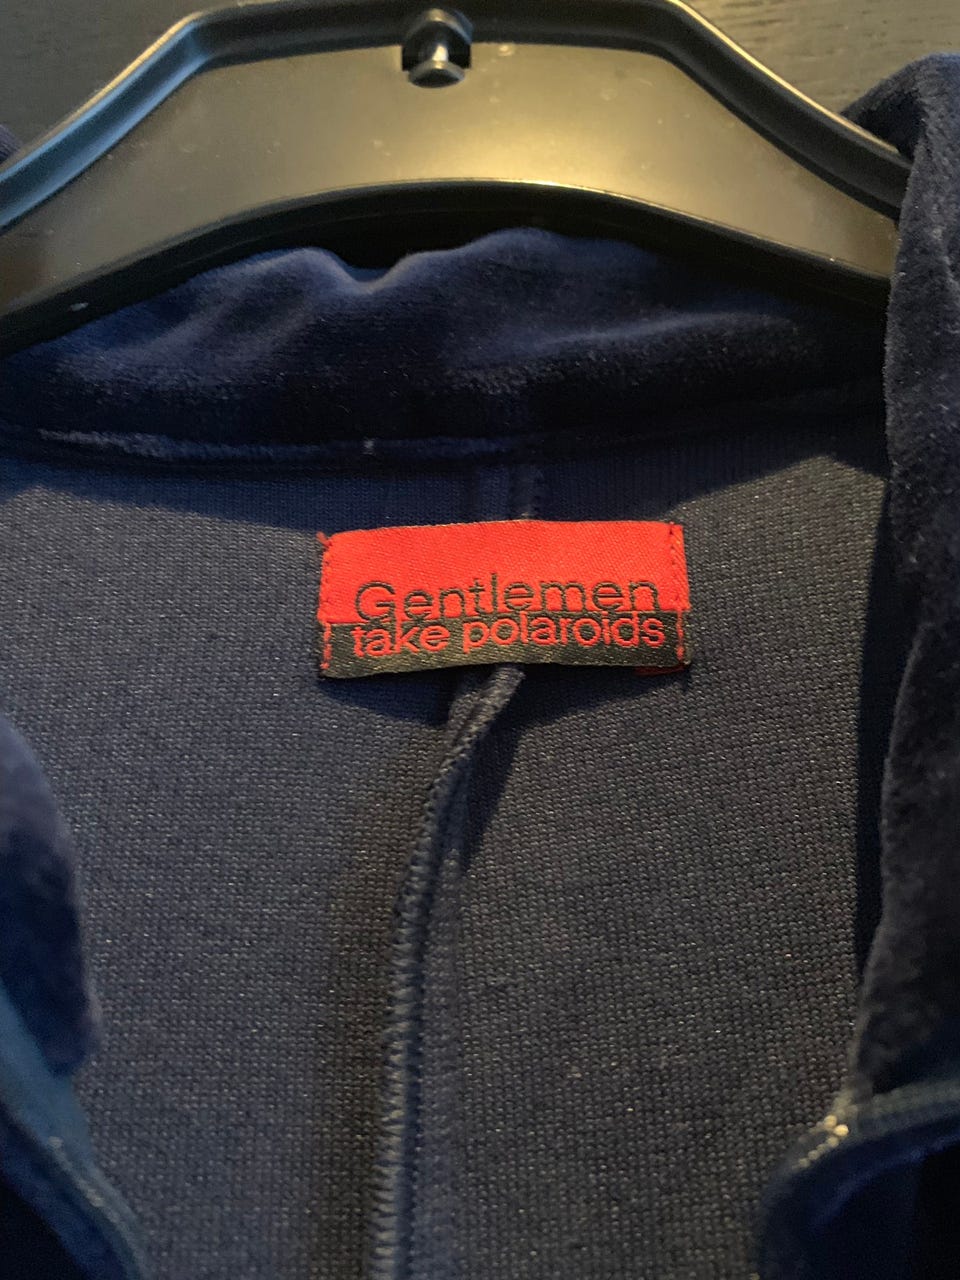 Gentlemen
take polaroids